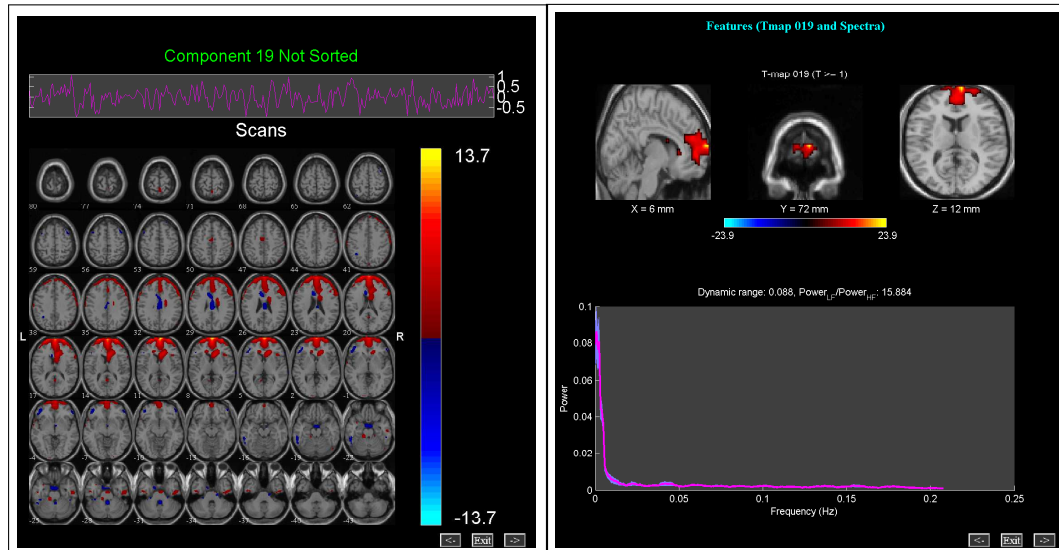 Component 19 Not Sorted
1
0.5
0
-0.5
Scans
80 77 74 71 68 65 62
59 56 53 50 47 44 41
38 35 32 29 26 23 20
L R
17 14 11 8 5 2 -1
-4 -7 -10 -13 -16 -19 -22
-25 -28 -31 -34 -37 -40 -43
13.7
-13.7
<- Exit ->
Features (Tmap 019 and Spectra)
T-map 019 (T >− 1)
X = 6 mm Y = 72 mm Z = 12 mm
-23.9 23.9
Dynamic range: 0.088, PowerLF/PowerHF: 15.884
0.1
0.08
0.06
0.04
0.02
0
Power
0 0.05 0.1 0.15 0.2 0.25
Frequency (Hz)
<- Exit ->